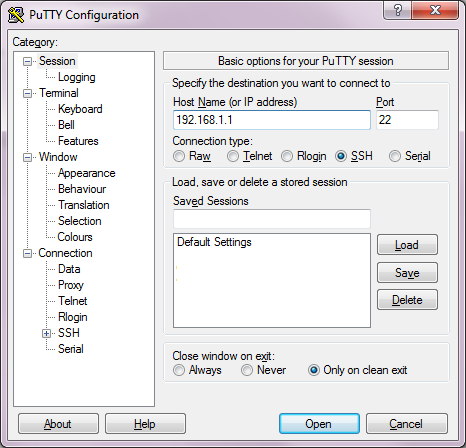 PuTTY Configuration
Category:
Session
Logging
Terminal
Keyboard
Bell
Features
Window
Appearance
Behaviour
Translation
Selection
Colours
Connection
Data
Proxy
Telnet
Rlogin
SSH
Serial
Basic options for your PuTTY session
Specify the destination you want to connect to
Host Name (or IP address) Port
192.168.1.1 22
Connection type:
Raw Telnet Rlogin SSH Serial
Load, save or delete a stored session
Saved Sessions
Default Settings
Load
Save
Delete
Close window on exit:
Always Never Only on clean exit
About Help Open Cancel